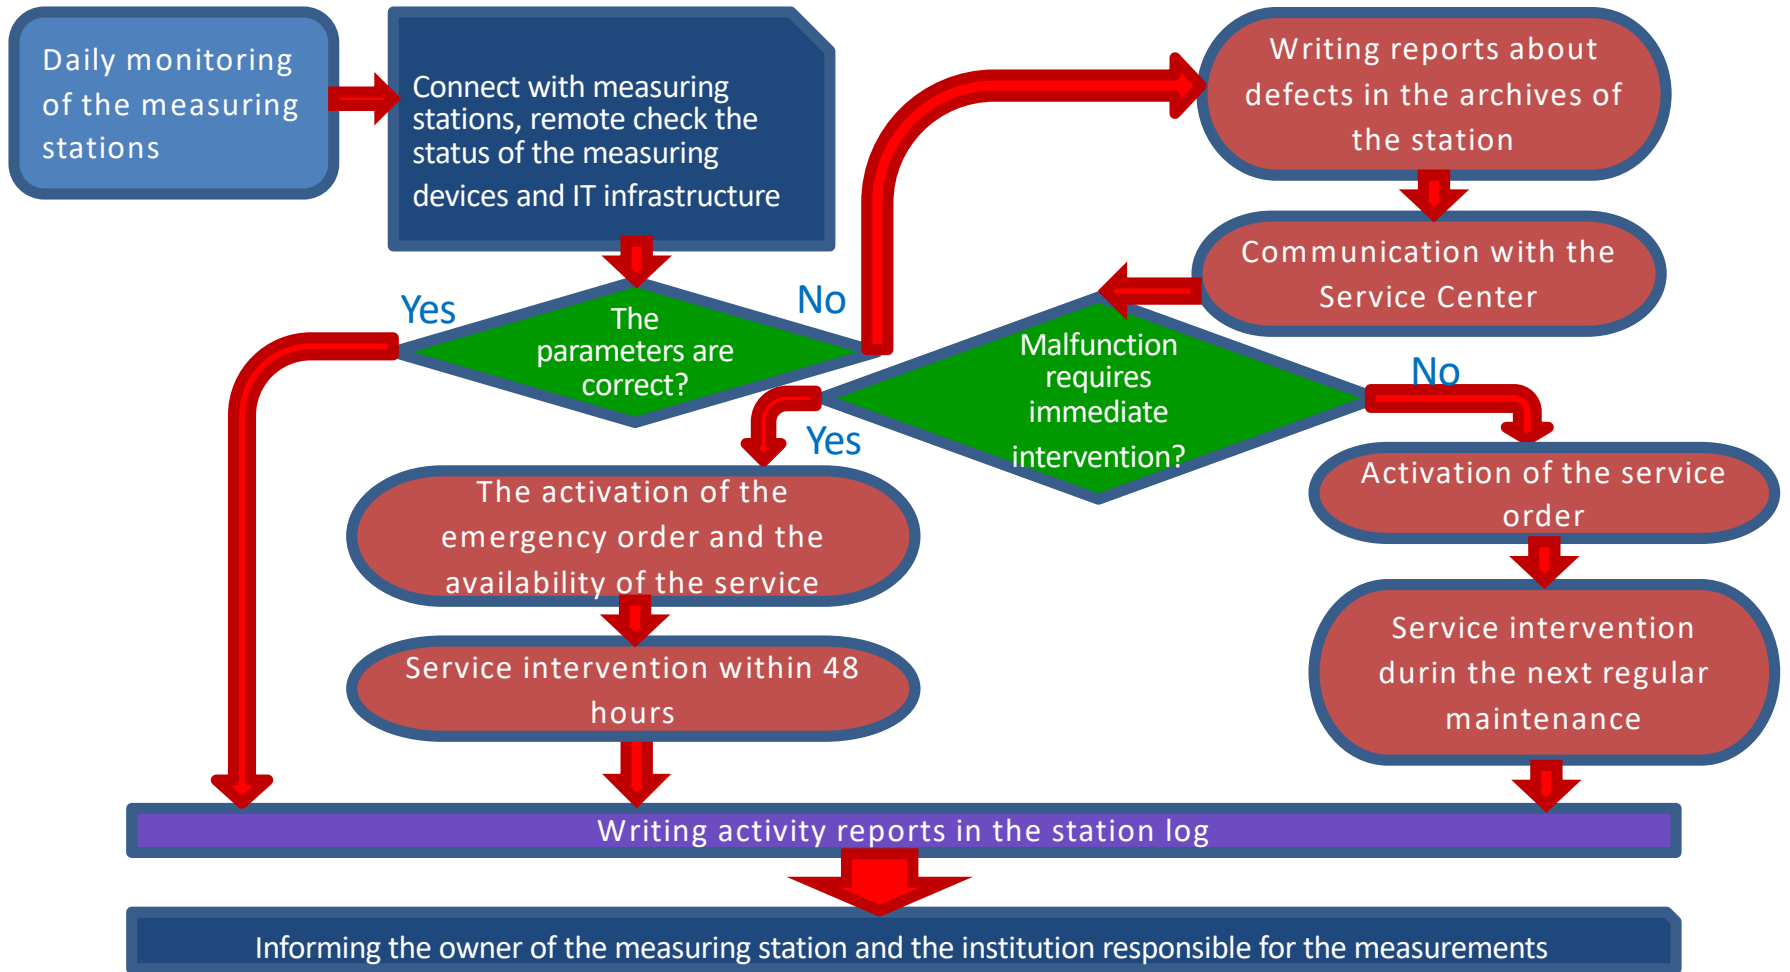 Daily monitoring
of the measuring
stations
Connect with measuring
stations, remote check the
status of the measuring
devices and IT infrastructure
Writing reports about
defects in the archives of
the station
Communication with the
Service Center
Yes
No
The
parameters are
correct?
Malfunction
requires
immediate
intervention?
No
Yes
The activation of the
emergency order and the
availability of the service
Activation of the service
order
Service intervention within 48
hours
Service intervention
durin the next regular
maintenance
Writing activity reports in the station log
Informing the owner of the measuring station and the institution responsible for the measurements